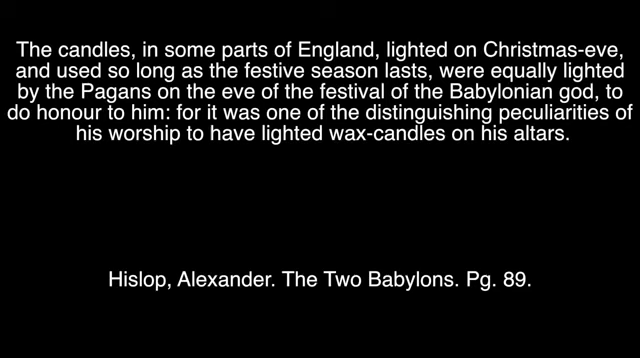 The candles, in some parts of England, lighted on Christmas-eve,
and used so long as the festive season lasts, were equally lighted
by the Pagans on the eve of the festival of the Babylonian god, to
do honour to him: for it was one of the distinguishing peculiarities of
his worship to have lighted wax-candles on his altars.
Hislop, Alexander. The Two Babylons. Pg. 89.